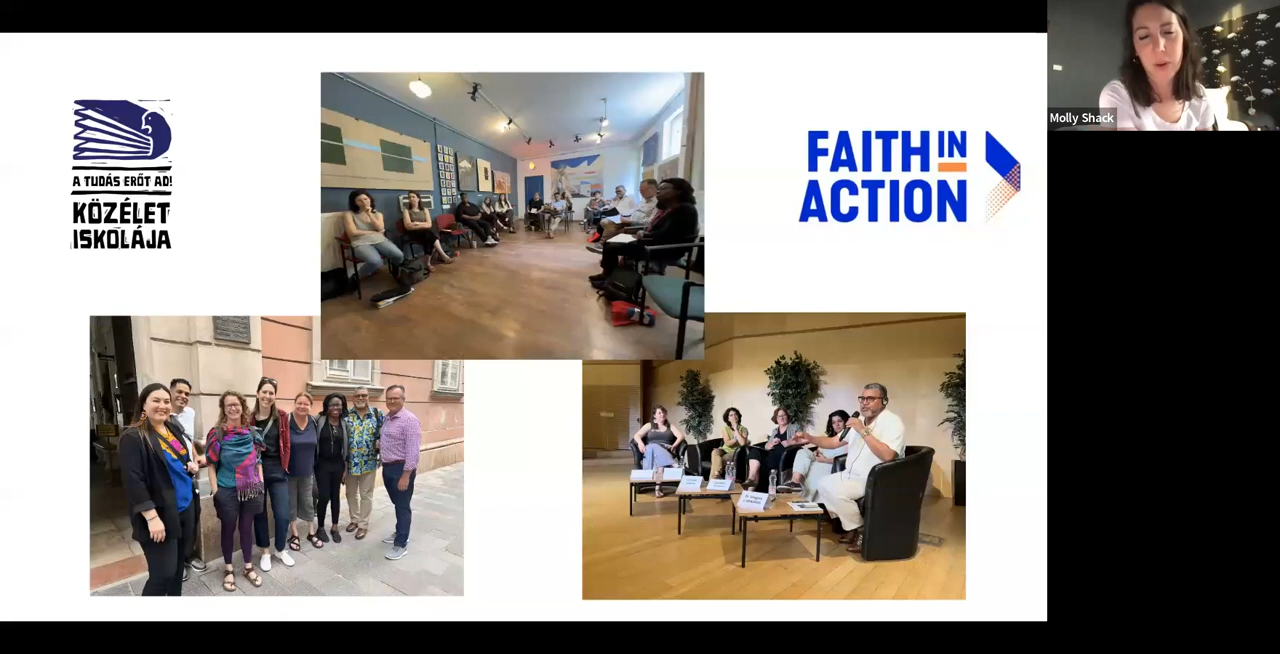 A TUDÁS ERŐT AD!
KÖZÉLET
ISKOLÁJA
FAITH IN
ACTION
Molly Shack